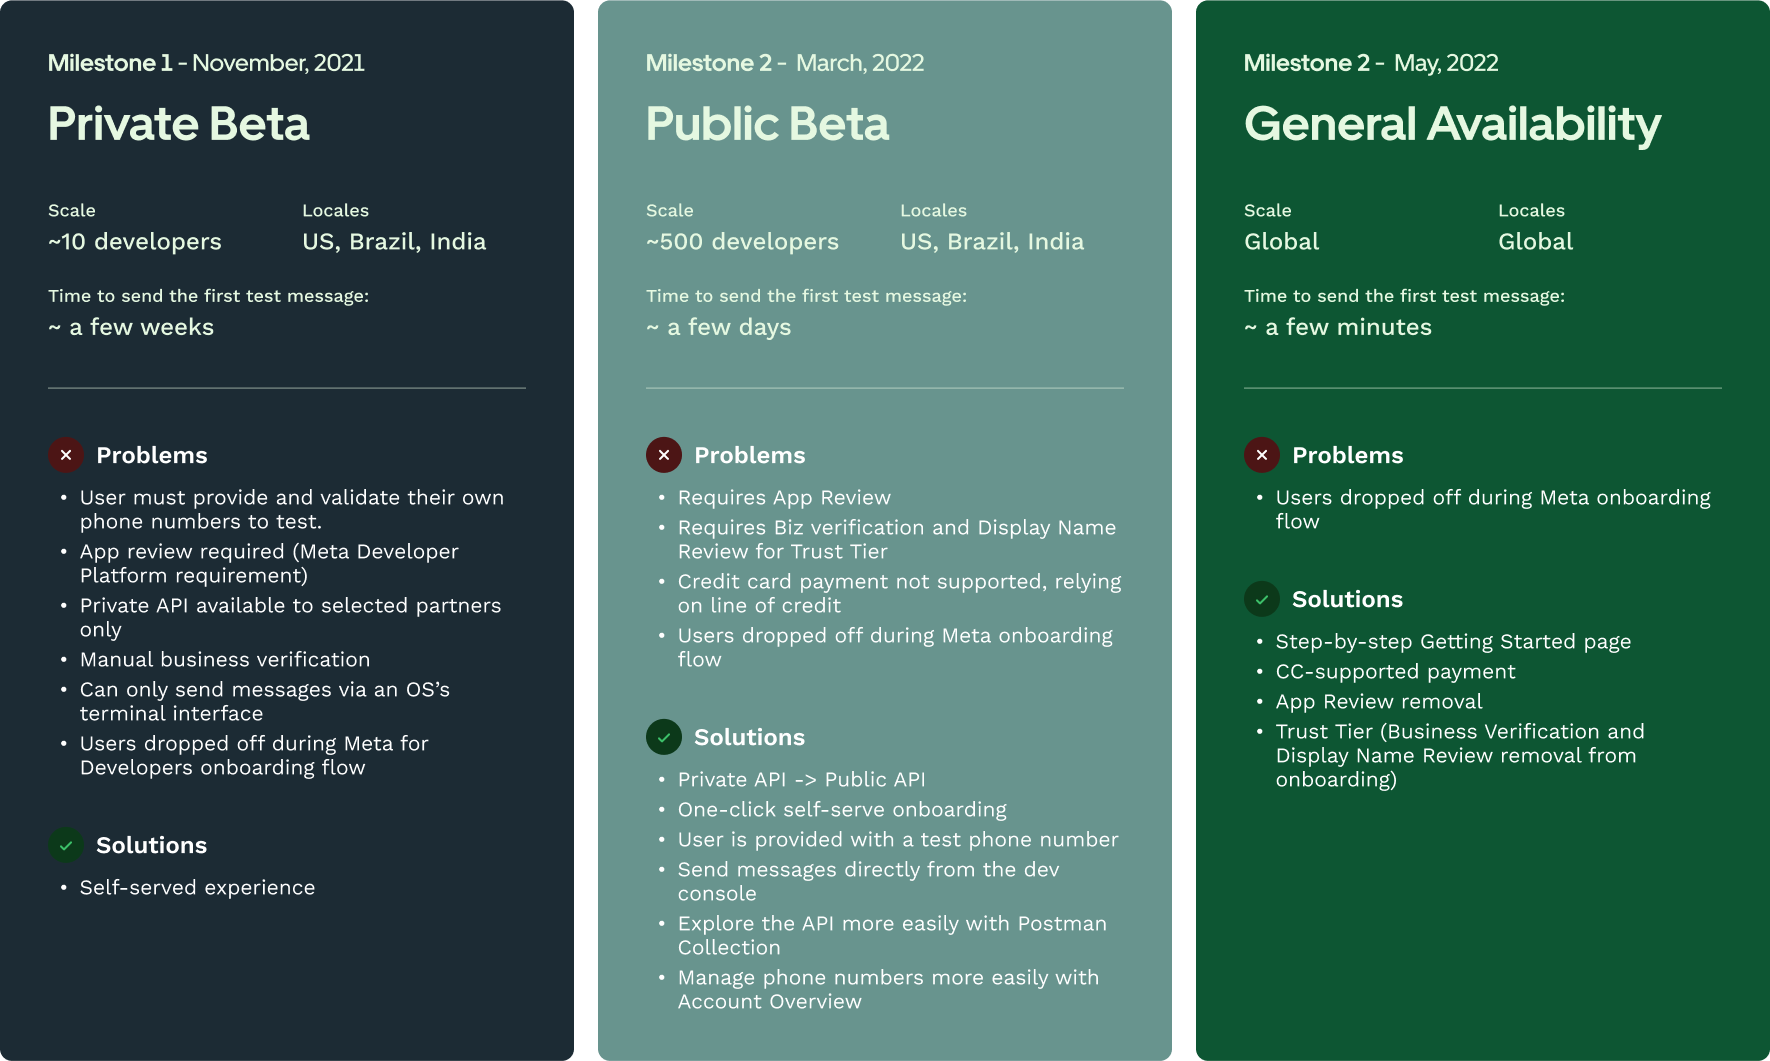 Milestone 1 - November, 2021
Private Beta
Scale
~10 developers
Locales
US, Brazil, India
Time to send the first test message:
~ a few weeks
Problems
• User must provide and validate their own
phone numbers to test.
• App review required (Meta Developer
Platform requirement)
• Private API available to selected partners
only
• Manual business verification
• Can only send messages via an OS’s
terminal interface
• Users dropped off during Meta for
Developers onboarding flow
Solutions
• Self-served experience
Milestone 2 - March, 2022
Public Beta
Scale
~500 developers
Locales
US, Brazil, India
Time to send the first test message:
~ a few days
Problems
• Requires App Review
• Requires Biz verification and Display Name
Review for Trust Tier
• Credit card payment not supported, relying
on line of credit
• Users dropped off during Meta onboarding
flow
Solutions
• Private API -> Public API
• One-click self-serve onboarding
• User is provided with a test phone number
• Send messages directly from the dev
console
• Explore the API more easily with Postman
Collection
• Manage phone numbers more easily with
Account Overview
Milestone 2 - May, 2022
General Availability
Scale
Global
Locales
Global
Time to send the first test message:
~ a few minutes
Problems
• Users dropped off during Meta onboarding
flow
Solutions
• Step-by-step Getting Started page
• CC-supported payment
• App Review removal
• Trust Tier (Business Verification and
Display Name Review removal from
onboarding)